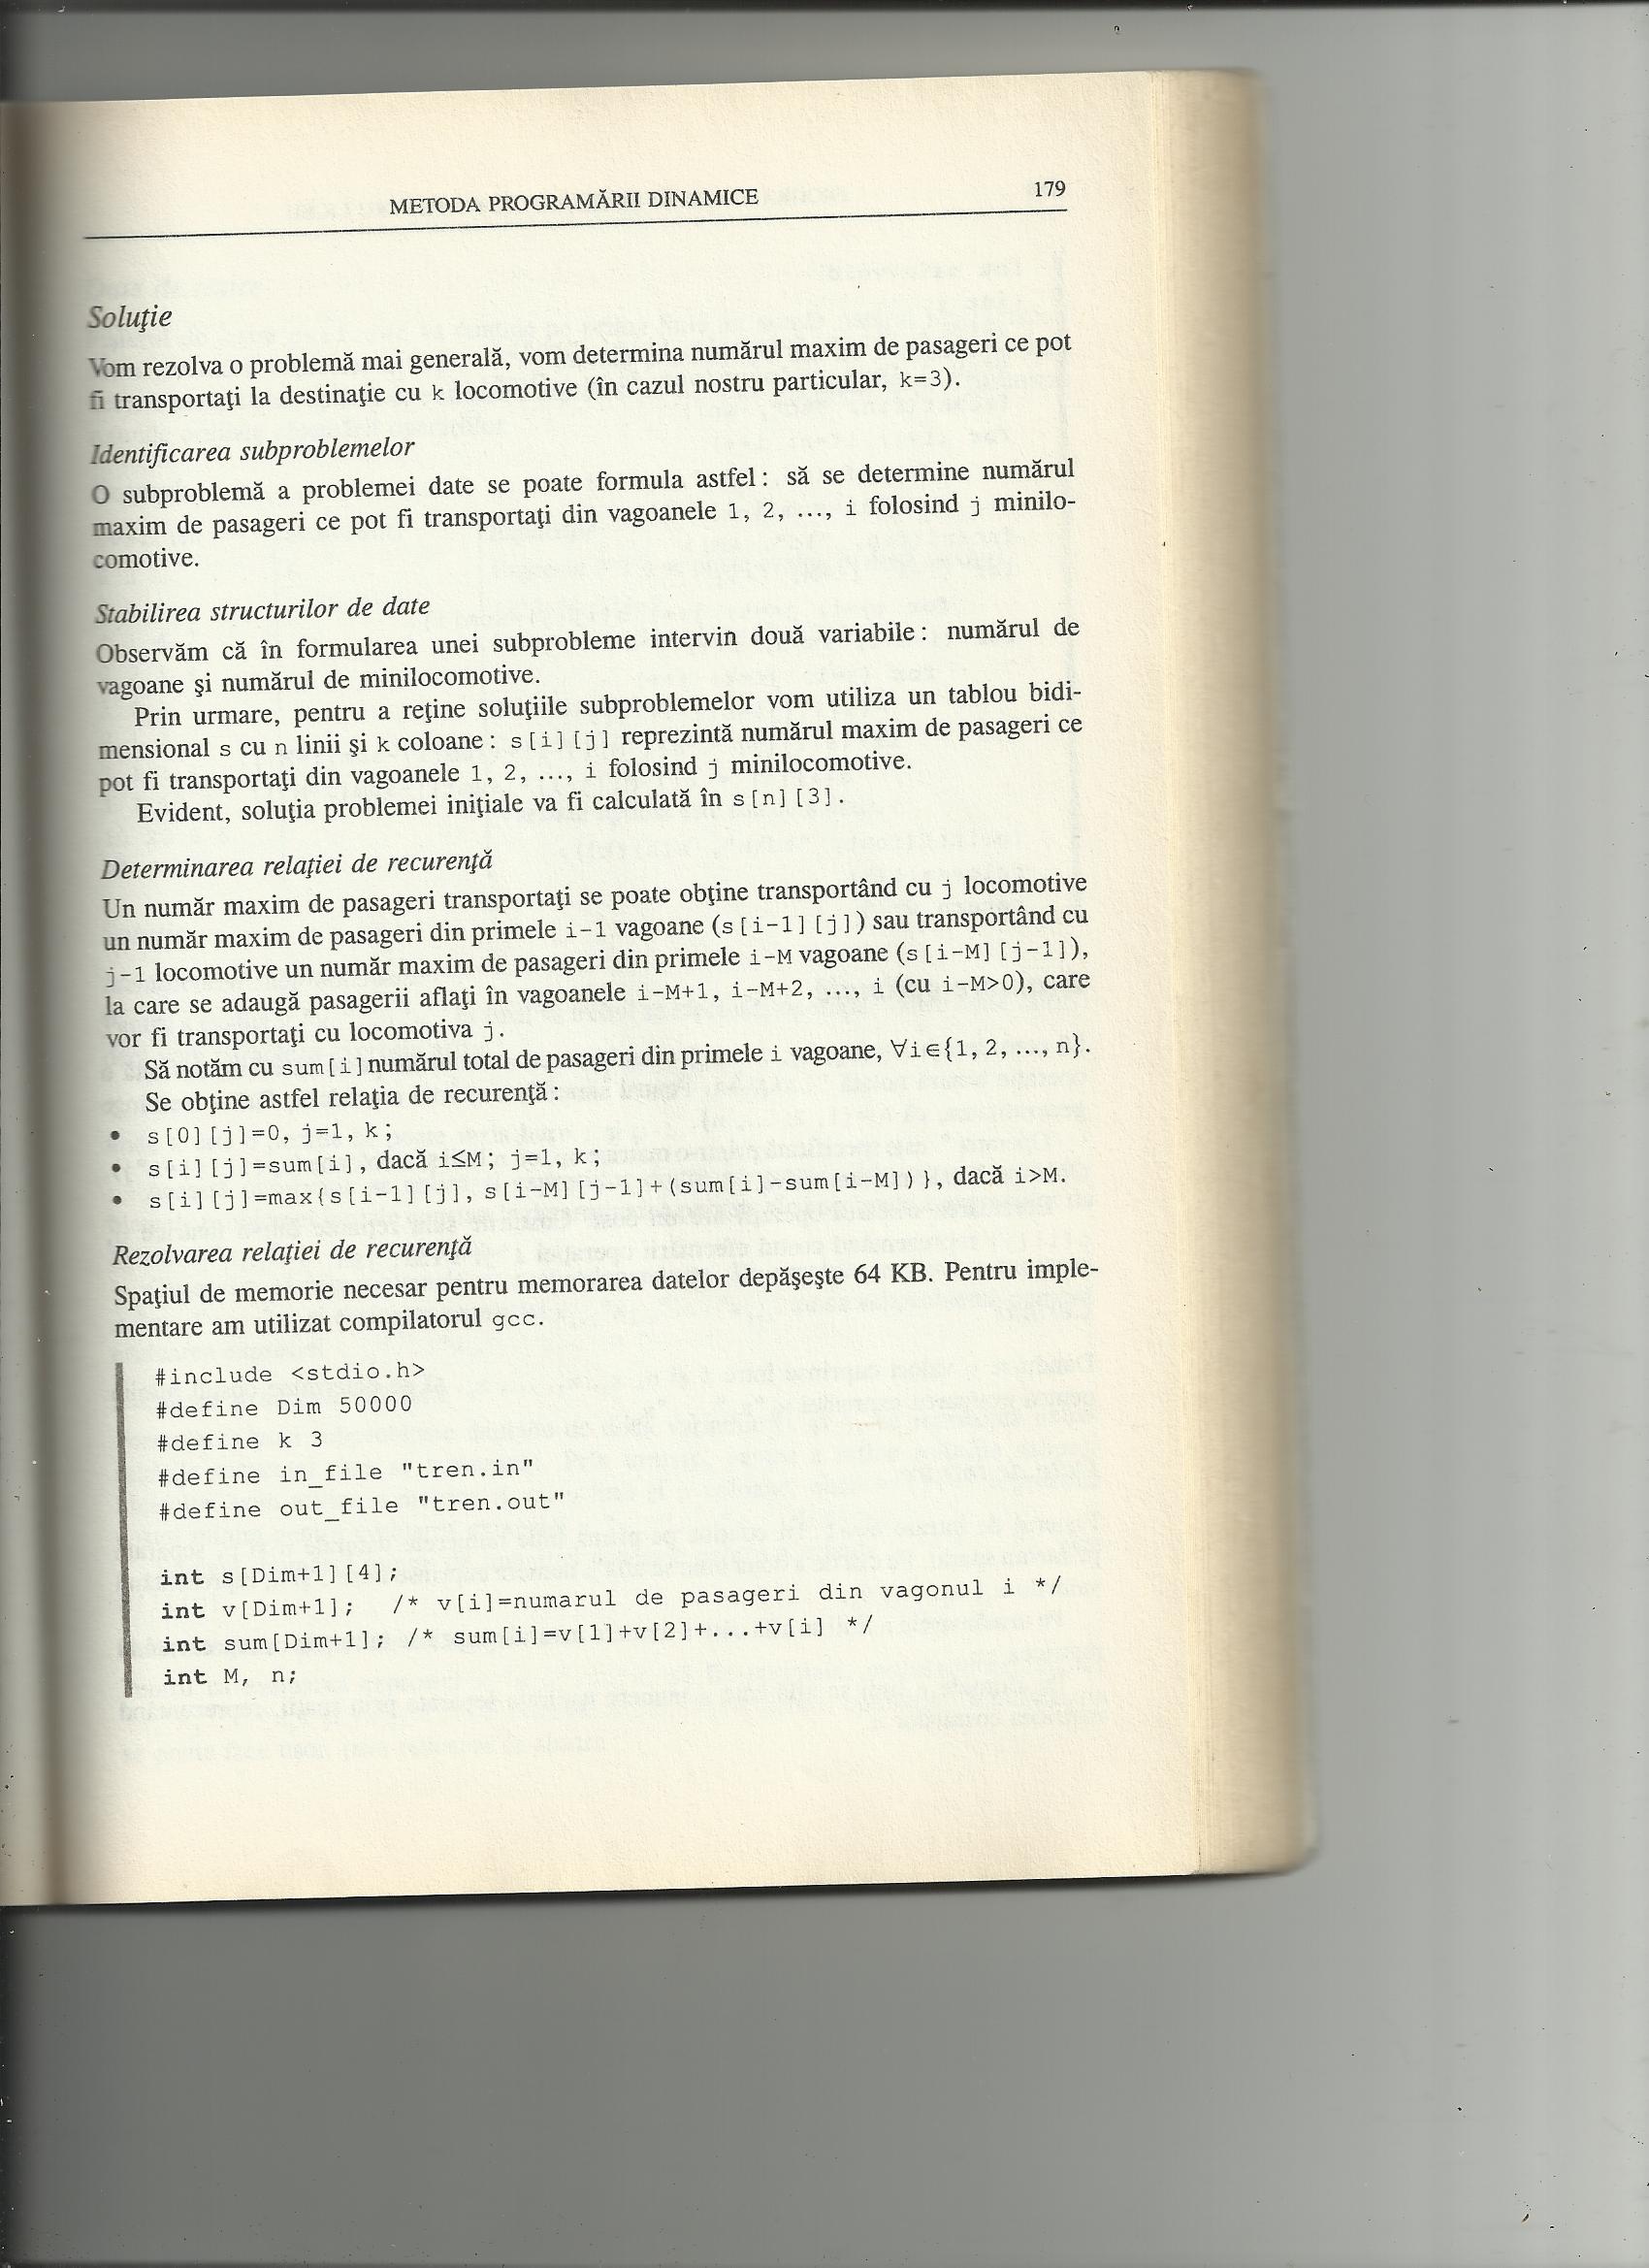 METODA PROGRAMĂRII DINAMICE 179
Soluţie
Vom rezolva o problemă mai generală, vom determina numărul maxim de pasageri ce pot
fi transportaţi la destinaţie cu k locomotive (în cazul nostru particular, k=3).
Identificarea subproblemelor
O subproblemă a problemei date se poate formula astfel : să se determine numărul
maxim de pasageri ce pot fi transportaţi din vagoanele 1, 2, ..., i folosind j minilo-
comotive.
Stabilirea structurilor de date
Observăm că în formularea unei subprobleme intervin două variabile : numărul de
vagoane şi numărul de minilocomotive.
Prin urmare, pentru a reţine soluţiile subproblemelor vom utiliza un tablou bidi-
mensional s cu n linii şi k coloane : s[i][j] reprezintă numărul maxim de pasageri ce
pot fi transportaţi din vagoanele 1, 2, ..., i folosind j minilocomotive.
Evident, soluţia problemei iniţiale va fi calculată în s[n][3].
Determinarea relaţiei de recurenţă
Un număr maxim de pasageri transportaţi se poate obţine transportând cu j locomotive
un număr maxim de pasageri din primele i-1 vagoane (s[i-1][j]) sau transportând cu
j-1 locomotive un număr maxim de pasageri din primele i-M vagoane (s[i-M][j-1]),
la care se adaugă pasagerii aflaţi în vagoanele i-M+1, i-M+2, ..., i (cu i-M>0), care
vor fi transportaţi cu locomotiva j.
Să notăm cu sum[i] numărul total de pasageri din primele i vagoane, ∀i∈{1, 2, ..., n}.
Se obţine astfel relaţia de recurenţă :
• s[0][j]=0, j=1, k;
• s[i][j]=sum[i], dacă i≤M; j=1, k;
• s[i][j]=max{s[i-1][j], s[i-M][j-1]+(sum[i]-sum[i-M])}, dacă i>M.
Rezolvarea relaţiei de recurenţă
Spaţiul de memorie necesar pentru memorarea datelor depăşeşte 64 KB. Pentru imple-
mentare am utilizat compilatorul gcc.
#include <stdio.h>
#define Dim 50000
#define k 3
#define in_file "tren.in"
#define out_file "tren.out"
int s[Dim+1][4];
int v[Dim+1]; /* v[i]=numarul de pasageri din vagonul i */
int sum[Dim+1]; /* sum[i]=v[1]+v[2]+...+v[i] */
int M, n;